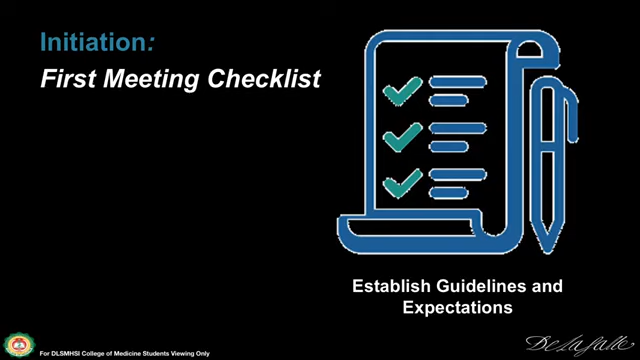 Initiation:
First Meeting Checklist
Establish Guidelines and
Expectations
For DLSMHSI College of Medicine Students Viewing Only
De La Salle